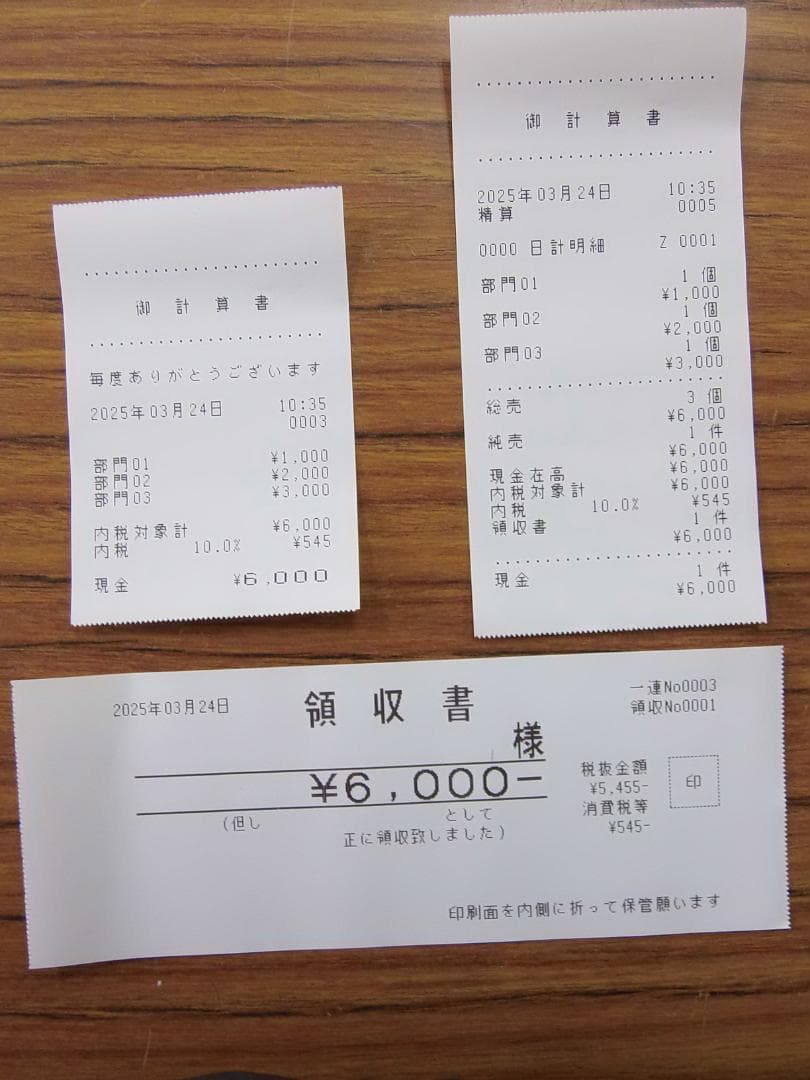 御計算書
毎度ありがとうございます
2025年03月24日 10:35
0003
部門01 ¥1,000
部門02 ¥2,000
部門03 ¥3,000
内税対象計 ¥6,000
内税 10.0% ¥545
現金 ¥6,000
御計算書
2025年03月24日 10:35
精算 0005
0000 日計明細 Z 0001
部門01 1 個
¥1,000
部門02 1 個
¥2,000
部門03 1 個
¥3,000
総売 3 個
¥6,000
純売 1 件
¥6,000
現金在高 ¥6,000
内税対象計 ¥6,000
内税 10.0% ¥545
領収書 1 件
¥6,000
現金 1 件
¥6,000
2025年03月24日 領収書 一連No0003
領収No0001
様
¥6,000-
税抜金額
¥5,455-
消費税等
¥545-
印
(但し として
正に領収致しました)
印刷面を内側に折って保管願います